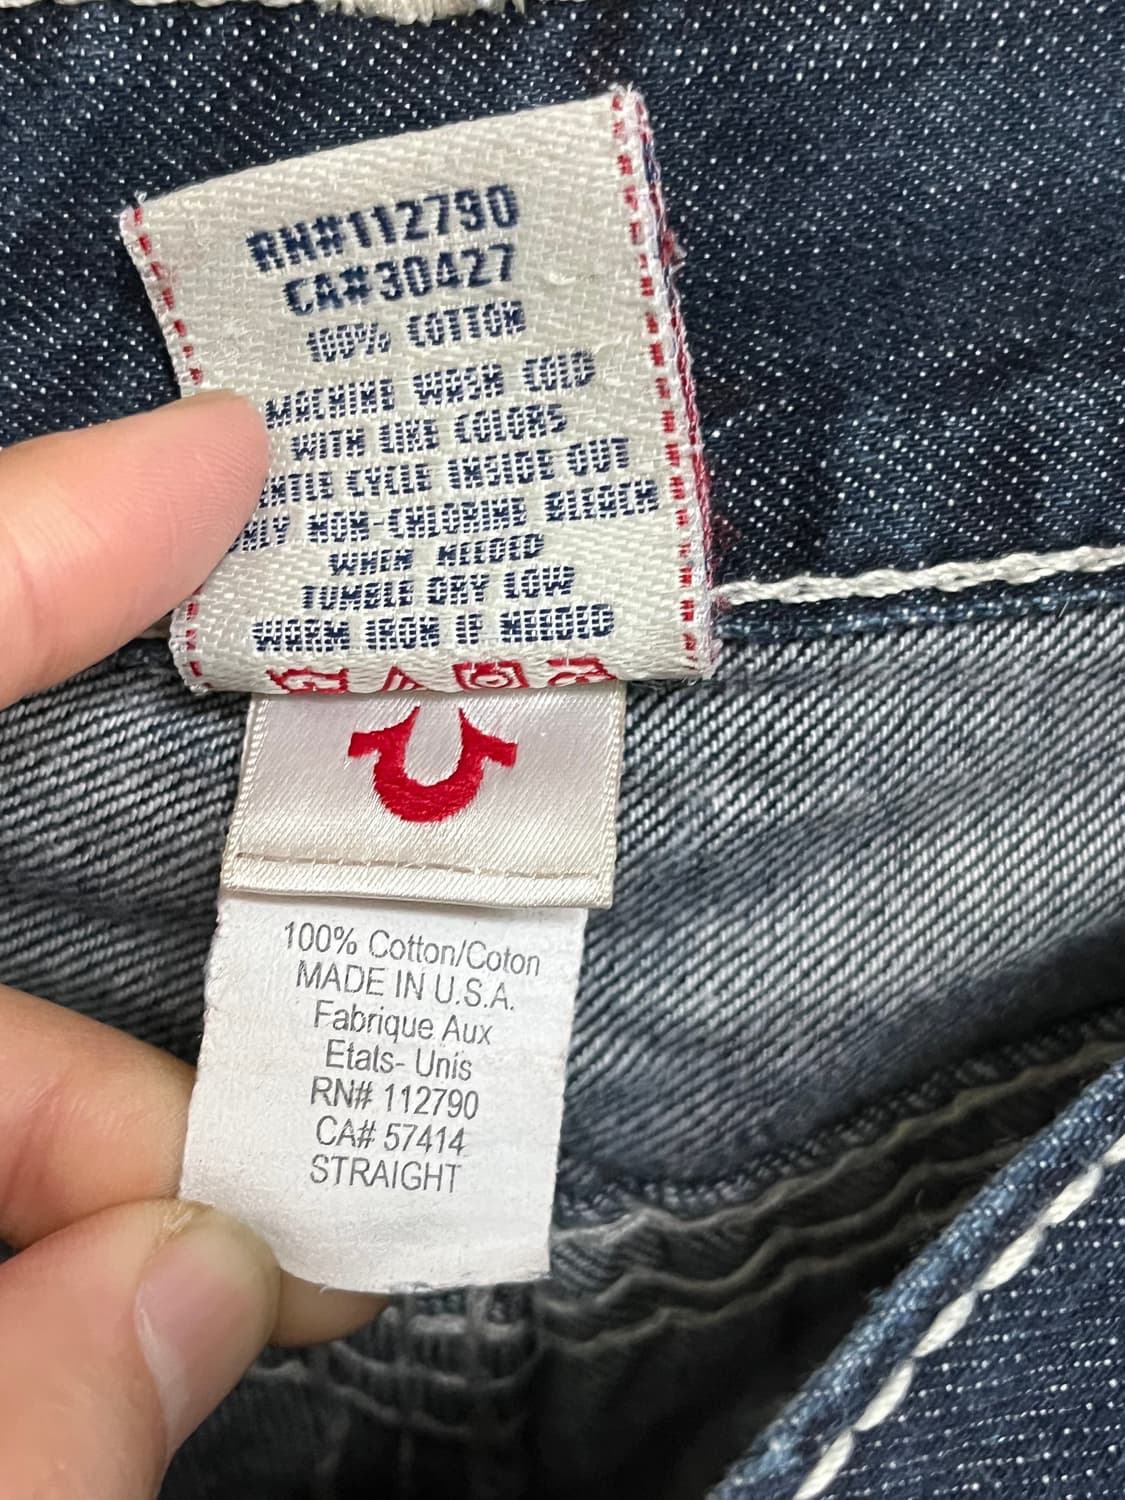 RN#112790
CA#30427
100% COTTON
MACHINE WASH COLD
WITH LIKE COLORS
NTLE CYCLE INSIDE OUT
NLY NON-CHLORINE BLEACH
WHEN NEEDED
TUMBLE DRY LOW
WARM IRON IF NEEDED
100% Cotton/Coton
MADE IN U.S.A.
Fabrique Aux
Etats- Unis
RN# 112790
CA# 57414
STRAIGHT